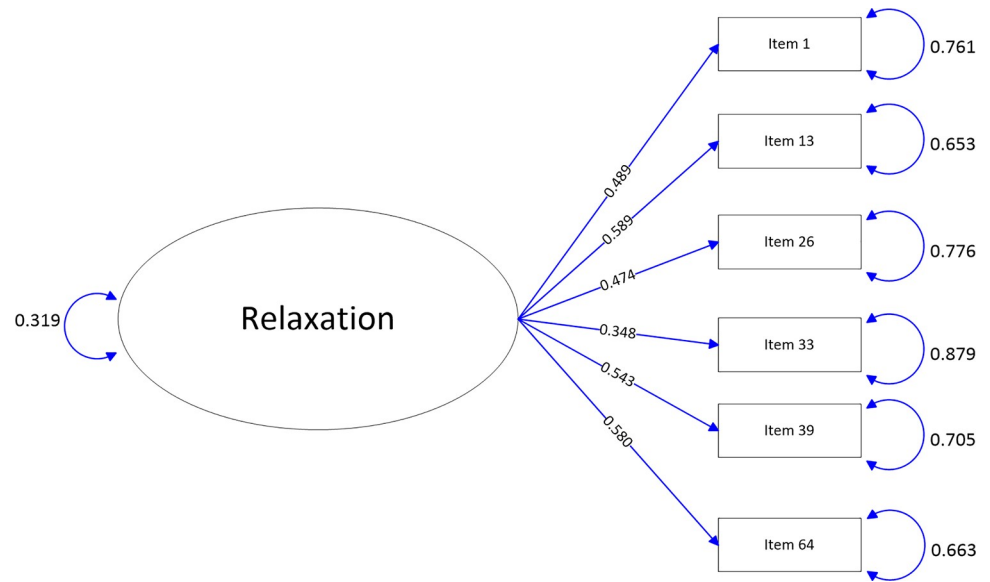 Item 1
0.761
0.489
Item 13
0.653
0.589
Item 26
0.776
0.474
0.319
Relaxation
0.348
Item 33
0.879
0.543
Item 39
0.705
0.580
Item 64
0.663